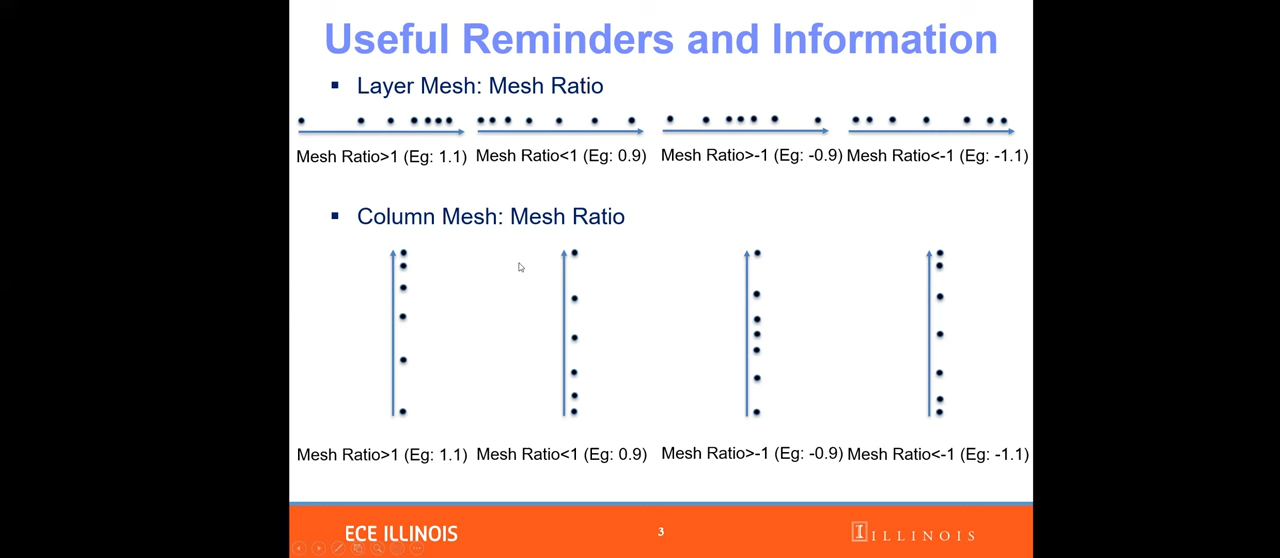 Useful Reminders and Information
▪ Layer Mesh: Mesh Ratio
Mesh Ratio>1 (Eg: 1.1) Mesh Ratio<1 (Eg: 0.9) Mesh Ratio>-1 (Eg: -0.9) Mesh Ratio<-1 (Eg: -1.1)
▪ Column Mesh: Mesh Ratio
Mesh Ratio>1 (Eg: 1.1) Mesh Ratio<1 (Eg: 0.9) Mesh Ratio>-1 (Eg: -0.9) Mesh Ratio<-1 (Eg: -1.1)
ECE ILLINOIS 3 I ILLINOIS